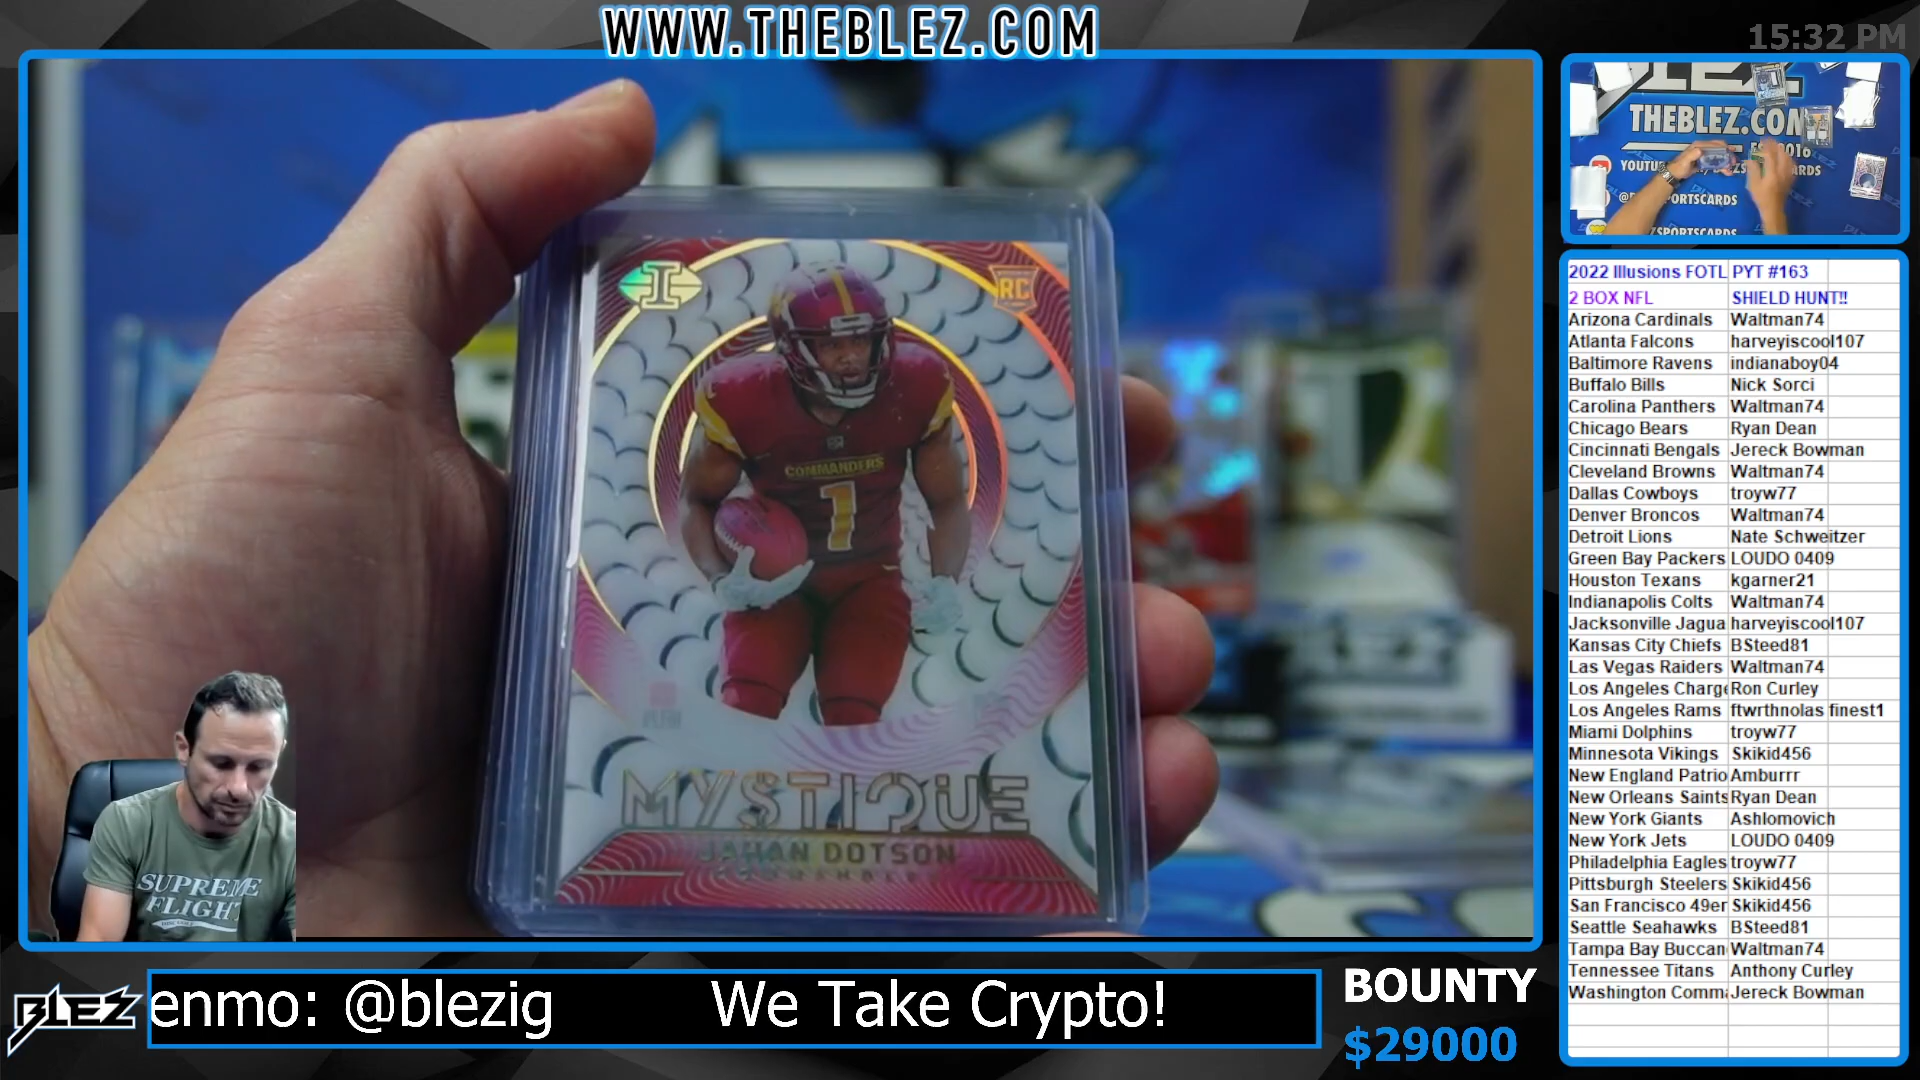 WWW.THEBLEZ.COM
15:32 PM
THEBLEZ.COM
PORTSCARDS
ZSPORTSCARDS
RC
COMMANDERS
1
MYSTIQUE
JAHAN DOTSON
SUPREME
FLIGHT
BLEZ
enmo: @blezig We Take Crypto!
BOUNTY
$29000
2022 Illusions FOTL PYT #163
2 BOX NFL SHIELD HUNT!!
Arizona Cardinals Waltman74
Atlanta Falcons harveyiscool107
Baltimore Ravens indianaboy04
Buffalo Bills Nick Sorci
Carolina Panthers Waltman74
Chicago Bears Ryan Dean
Cincinnati Bengals Jereck Bowman
Cleveland Browns Waltman74
Dallas Cowboys troyw77
Denver Broncos Waltman74
Detroit Lions Nate Schweitzer
Green Bay Packers LOUDO 0409
Houston Texans kgarner21
Indianapolis Colts Waltman74
Jacksonville Jagua harveyiscool107
Kansas City Chiefs BSteed81
Las Vegas Raiders Waltman74
Los Angeles Charge Ron Curley
Los Angeles Rams ftwrthnolas finest1
Miami Dolphins troyw77
Minnesota Vikings Skikid456
New England Patrio Amburrr
New Orleans Saints Ryan Dean
New York Giants Ashlomovich
New York Jets LOUDO 0409
Philadelphia Eagles troyw77
Pittsburgh Steelers Skikid456
San Francisco 49er Skikid456
Seattle Seahawks BSteed81
Tampa Bay Buccan Waltman74
Tennessee Titans Anthony Curley
Washington Comma Jereck Bowman